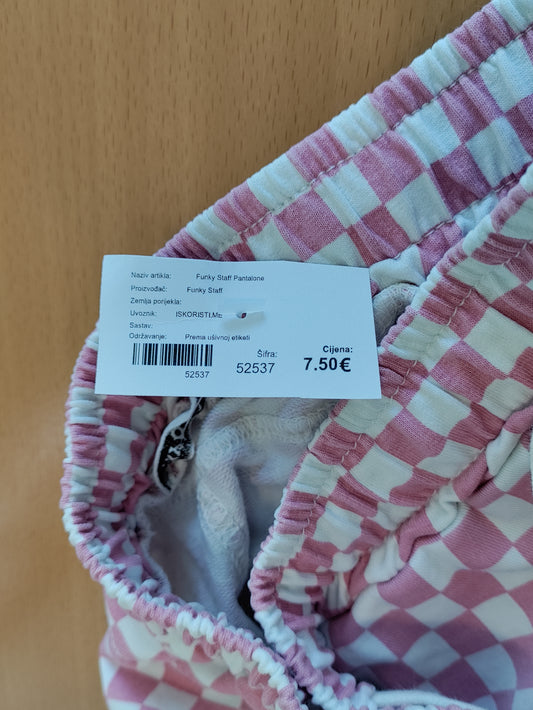 Naziv artikla: Funky Staff Pantalone
Proizvođač: Funky Staff
Zemlja porijekla:
Uvoznik: ISKORISTI.ME
Sastav:
Održavanje: Prema ušivnoj etiketi
52537
Šifra: 52537
Cijena: 7.50€